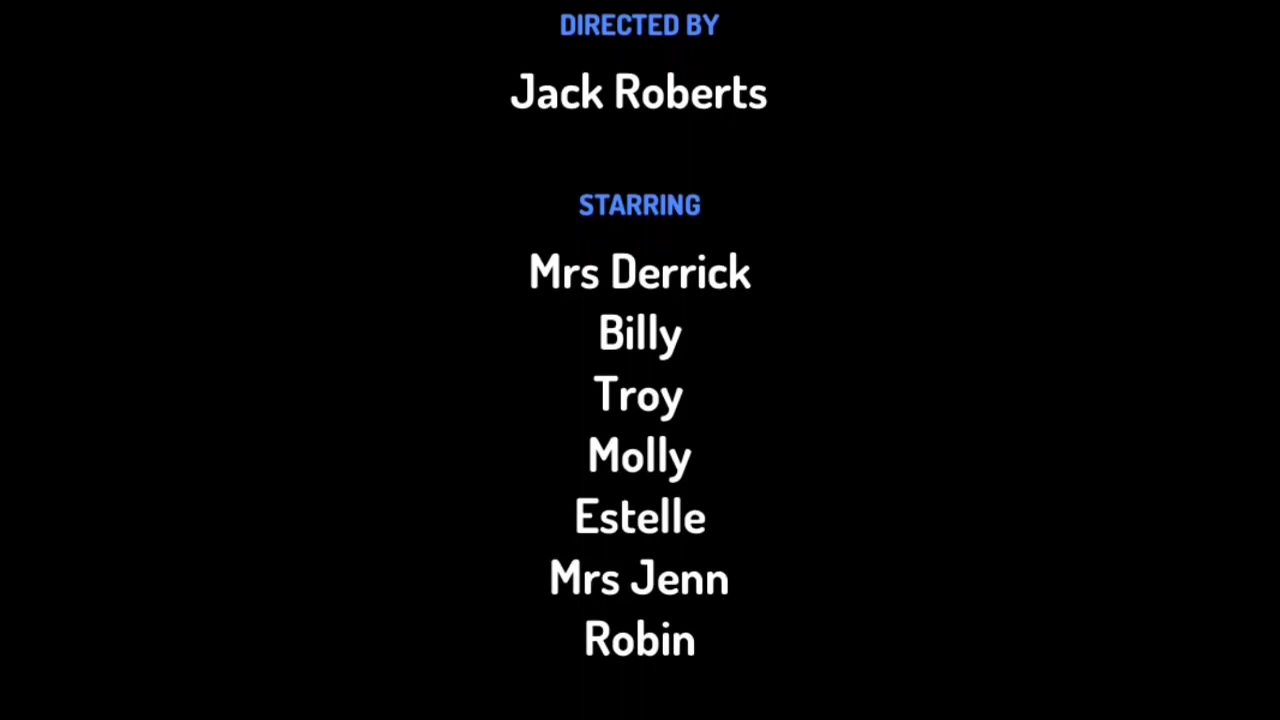 DIRECTED BY
Jack Roberts
STARRING
Mrs Derrick
Billy
Troy
Molly
Estelle
Mrs Jenn
Robin